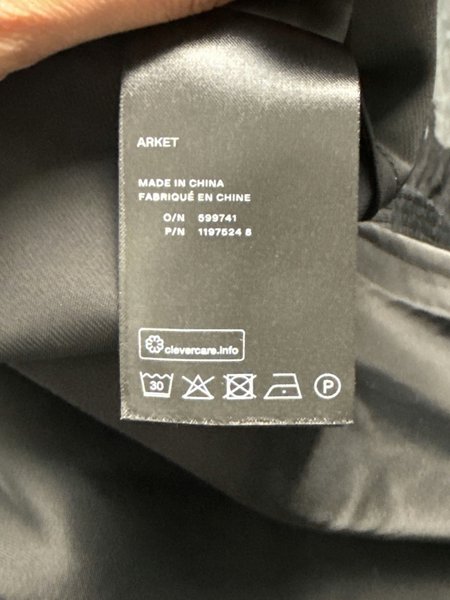 ARKET
MADE IN CHINA
FABRIQUÉ EN CHINE
O/N 599741
P/N 1197524 8
clevercare.info
30
P